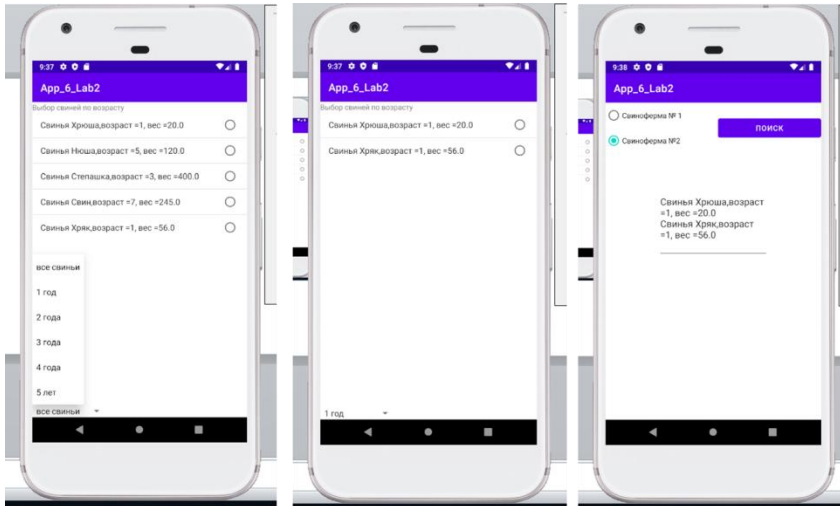 9:37
App_6_Lab2
Выбор свиней по возрасту
Свинья Хрюша,возраст =1, вес =20.0
Свинья Нюша,возраст =5, вес =120.0
Свинья Степашка,возраст =3, вес =400.0
Свинья Свин,возраст =7, вес =245.0
Свинья Хряк,возраст =1, вес =56.0
все свиньи
1 год
2 года
3 года
4 года
5 лет
все свиньи
9:37
App_6_Lab2
Выбор свиней по возрасту
Свинья Хрюша,возраст =1, вес =20.0
Свинья Хряк,возраст =1, вес =56.0
1 год
9:38
App_6_Lab2
Свиноферма № 1
ПОИСК
Свиноферма №2
Свинья Хрюша,возраст
=1, вес =20.0
Свинья Хряк,возраст
=1, вес =56.0